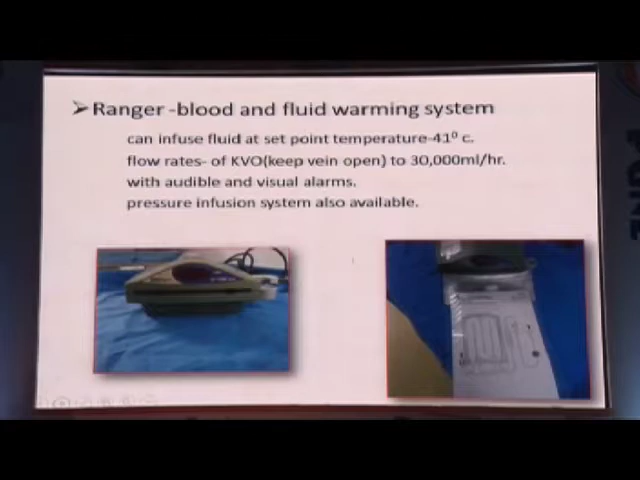 ➢Ranger -blood and fluid warming system
can infuse fluid at set point temperature-41⁰ c.
flow rates- of KVO(keep vein open) to 30,000ml/hr.
with audible and visual alarms.
pressure infusion system also available.